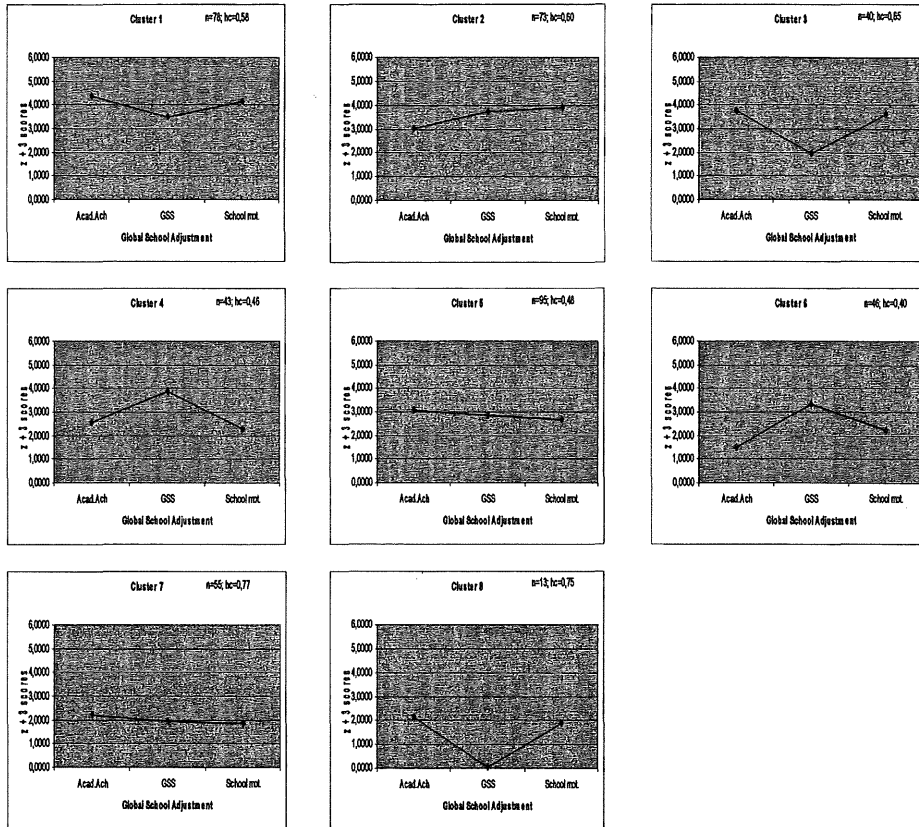 Cluster 1 n=78; hc=0,58
z + 3 scores
6,0000
5,0000
4,0000
3,0000
2,0000
1,0000
0,0000
Acad.Ach GSS School mot.
Global School Adjustment
Cluster 2 n=73; hc=0,60
z + 3 scores
6,0000
5,0000
4,0000
3,0000
2,0000
1,0000
0,0000
Acad.Ach GSS School mot.
Global School Adjustment
Cluster 3 n=40; hc=0,65
z + 3 scores
6,0000
5,0000
4,0000
3,0000
2,0000
1,0000
0,0000
Acad.Ach GSS School mot.
Global School Adjustment
Cluster 4 n=43; hc=0,46
z + 3 scores
6,0000
5,0000
4,0000
3,0000
2,0000
1,0000
0,0000
Acad.Ach GSS School mot.
Global School Adjustment
Cluster 5 n=95; hc=0,48
z + 3 scores
6,0000
5,0000
4,0000
3,0000
2,0000
1,0000
0,0000
Acad.Ach GSS School mot.
Global School Adjustment
Cluster 6 n=46; hc=0,40
z + 3 scores
6,0000
5,0000
4,0000
3,0000
2,0000
1,0000
0,0000
Acad.Ach GSS School mot.
Global School Adjustment
Cluster 7 n=55; hc=0,77
z + 3 scores
6,0000
5,0000
4,0000
3,0000
2,0000
1,0000
0,0000
Acad.Ach GSS School mot.
Global School Adjustment
Cluster 8 n=13; hc=0,75
z + 3 scores
6,0000
5,0000
4,0000
3,0000
2,0000
1,0000
0,0000
Acad.Ach GSS School mot.
Global School Adjustment